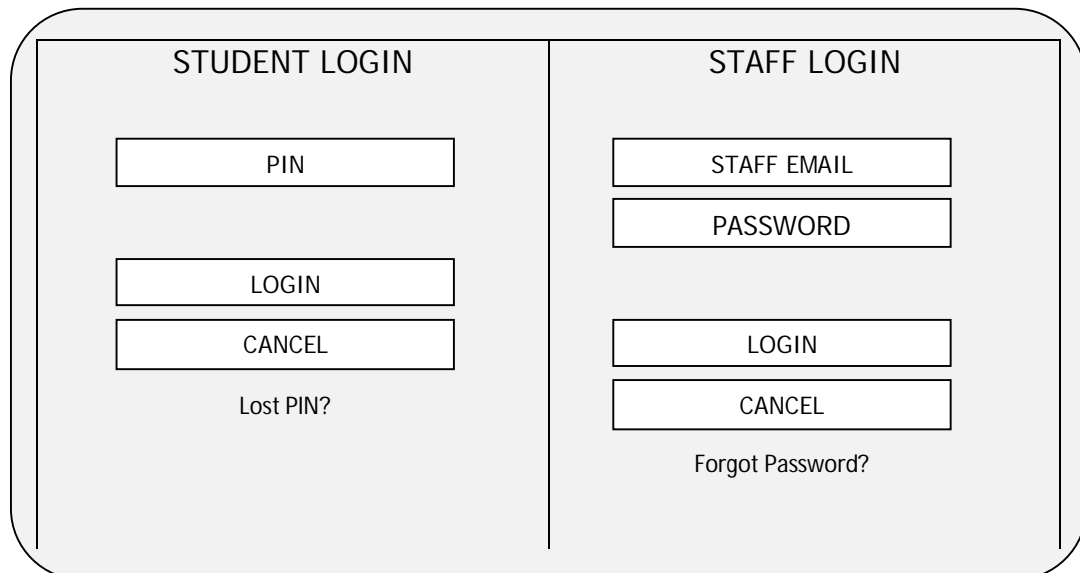 STUDENT LOGIN
PIN
LOGIN
CANCEL
Lost PIN?
STAFF LOGIN
STAFF EMAIL
PASSWORD
LOGIN
CANCEL
Forgot Password?